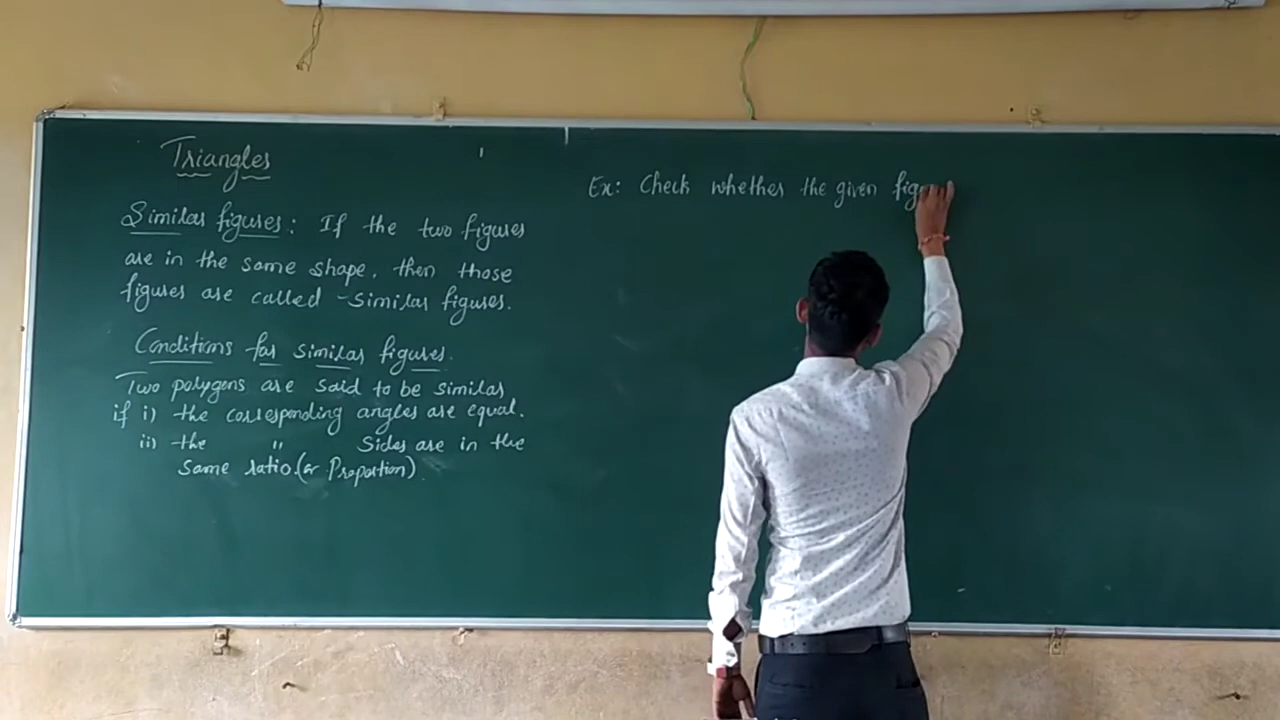 Triangles
Similar figures: If the two figures
are in the same shape, then those
figures are called similar figures.
Conditions for similar figures.
Two polygons are said to be similar
if i) the corresponding angles are equal.
ii) the " sides are in the
same ratio.(or Proportion)
Ex: Check whether the given fig